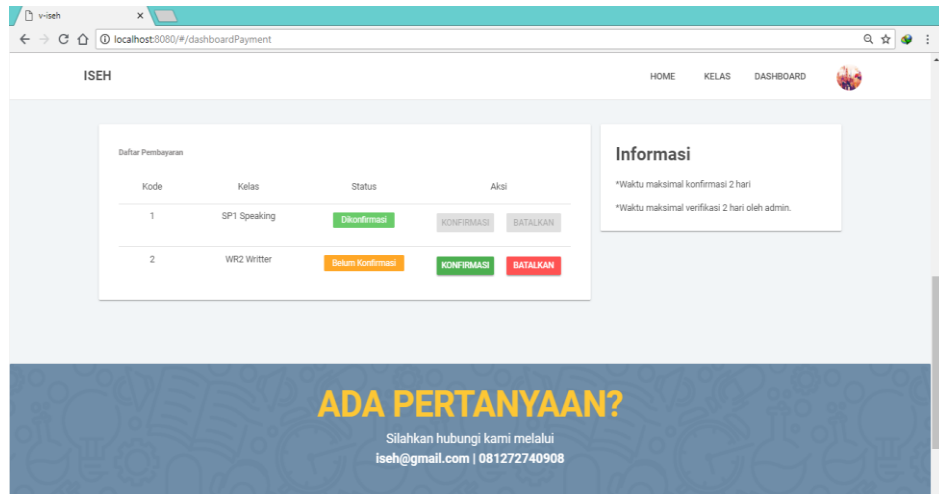 v-iseh
localhost:8080/#/dashboardPayment
ISEH
HOME KELAS DASHBOARD
Daftar Pembayaran
Kode Kelas Status Aksi
1 SP1 Speaking Dikonfirmasi KONFIRMASI BATALKAN
2 WR2 Writter Belum Konfirmasi KONFIRMASI BATALKAN
Informasi
*Waktu maksimal konfirmasi 2 hari
*Waktu maksimal verifikasi 2 hari oleh admin.
ADA PERTANYAAN?
Silahkan hubungi kami melalui
iseh@gmail.com | 081272740908